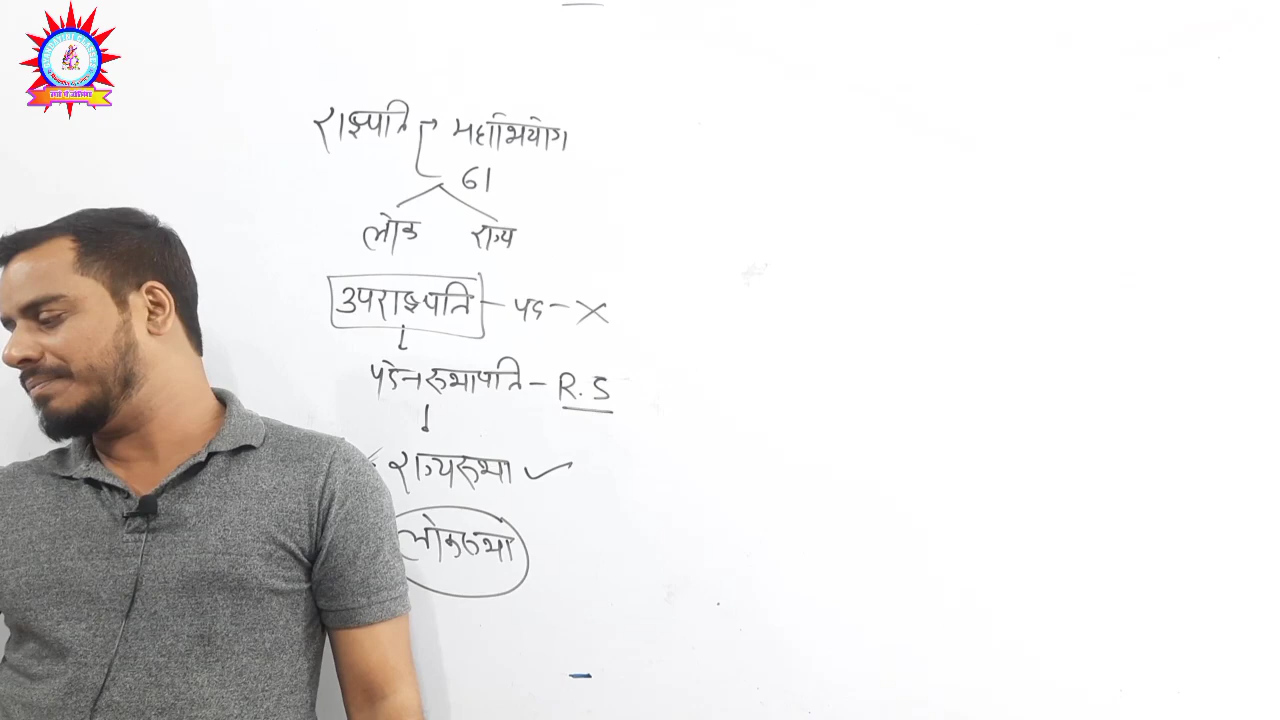 राष्ट्रपति → महाभियोग
61
लोक राज्य
उपराष्ट्रपति – पद – X
पदेन सभापति – R.S
राज्यसभा ✓
लोकसभा